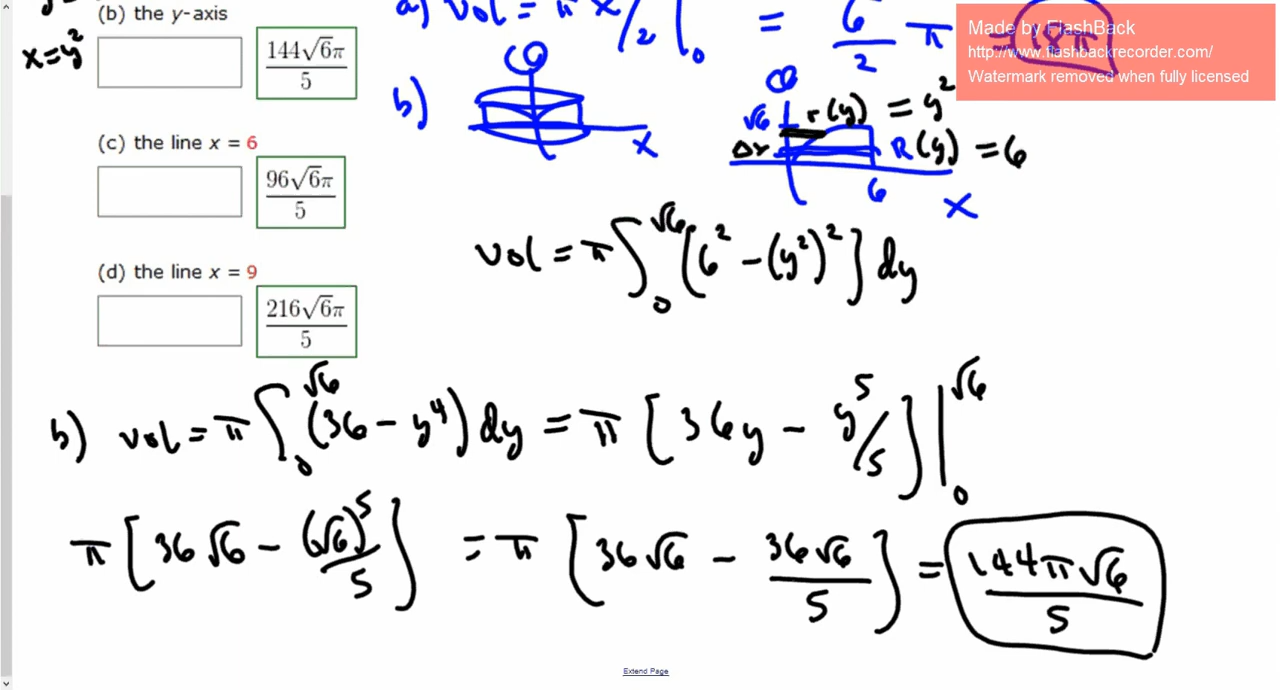 (b) the y-axis
x=y²
144√6π/5
(c) the line x = 6
96√6π/5
(d) the line x = 9
216√6π/5
a) Vol = π x²/2 |₀ = 6²/2 π = 18π
Made by FlashBack
http://www.flashbackrecorder.com/
Watermark removed when fully licensed
b)
x
√6
r(y) = y²
Δy
R(y) = 6
6
x
vol = π ∫₀^√6 [6² - (y²)²] dy
b) vol = π ∫₀^√6 (36 - y⁴) dy = π [36y - y⁵/5] |₀^√6
π [36√6 - (√6)⁵/5] = π [36√6 - 36√6/5] = 144π√6/5
Extend Page